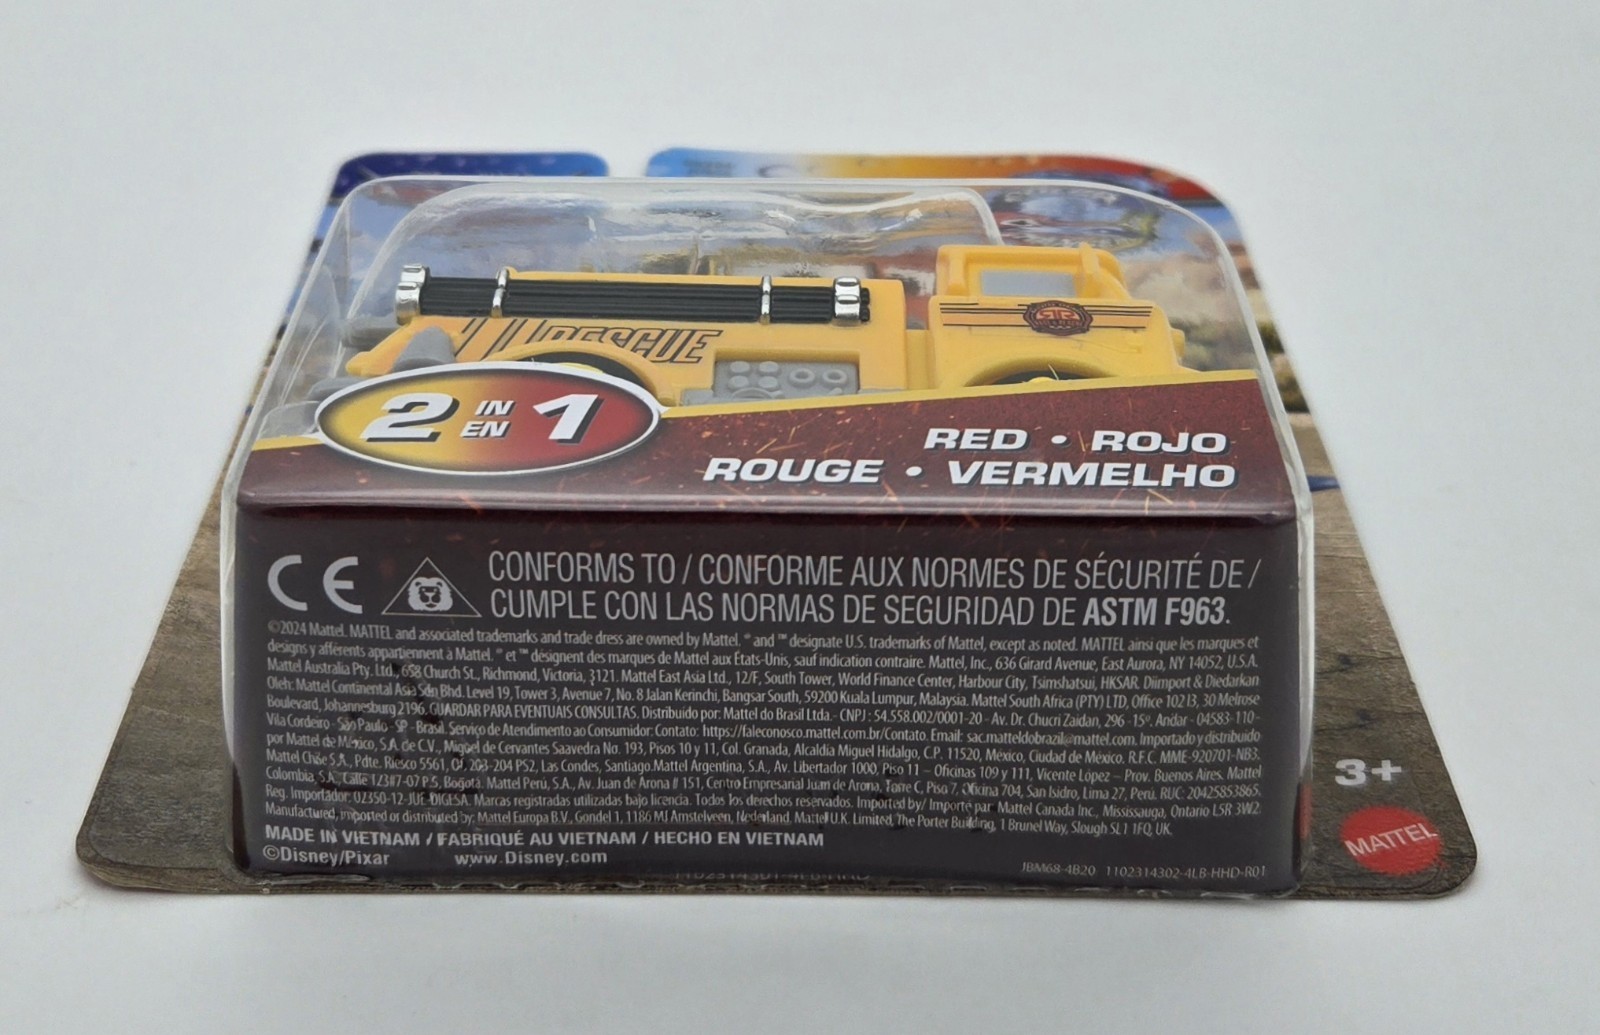 RESCUE
2 IN EN 1
RED • ROJO
ROUGE • VERMELHO
CE
CONFORMS TO / CONFORME AUX NORMES DE SÉCURITÉ DE /
CUMPLE CON LAS NORMAS DE SEGURIDAD DE ASTM F963.
©2024 Mattel. MATTEL and associated trademarks and trade dress are owned by Mattel. ® and ™ designate U.S. trademarks of Mattel, except as noted. MATTEL ainsi que les marques et
designs y afférents appartiennent à Mattel. ® et ™ désignent des marques de Mattel aux États-Unis, sauf indication contraire. Mattel, Inc., 636 Girard Avenue, East Aurora, NY 14052, U.S.A.
Mattel Australia Pty. Ltd., 658 Church St., Richmond, Victoria, 3121. Mattel East Asia Ltd., 12/F, South Tower, World Finance Center, Harbour City, Tsimshatsui, HKSAR. Diimport & Diedarkan
Oleh: Mattel Continental Asia Sdn Bhd. Level 19, Tower 3, Avenue 7, No. 8 Jalan Kerinchi, Bangsar South, 59200 Kuala Lumpur, Malaysia. Mattel South Africa (PTY) LTD, Office 102 I3, 30 Melrose
Boulevard, Johannesburg 2196. GUARDAR PARA EVENTUAIS CONSULTAS. Distribuido por: Mattel do Brasil Ltda.- CNPJ : 54.558.002/0001-20 - Av. Dr. Chucri Zaidan, 296 -15º. Andar - 04583-110 -
Vila Cordeiro - São Paulo - SP - Brasil. Serviço de Atendimento ao Consumidor: Contato: https://faleconosco.mattel.com.br/Contato. Email: sac.matteldobrazil@mattel.com. Importado y distribuido
por Mattel de México, S.A. de C.V., Miguel de Cervantes Saavedra No. 193, Pisos 10 y 11, Col. Granada, Alcaldía Miguel Hidalgo, C.P. 11520, México, Ciudad de México. R.F.C. MME-920701-NB3.
Mattel Chile S.A., Pdte. Riesco 5561, Of. 203-204 PS2, Las Condes, Santiago.Mattel Argentina, S.A., Av. Libertador 1000, Piso 11 – Oficinas 109 y 111, Vicente López – Prov. Buenos Aires. Mattel
Colombia, S.A., Calle 123#7-07 P.5, Bogotá. Mattel Perú, S.A., Av. Juan de Arona # 151, Centro Empresarial Juan de Arona, Torre C, Piso 7, Oficina 704, San Isidro, Lima 27, Perú. RUC: 20425853865.
Reg. Importador: 02350-12-JUE-DIGESA. Marcas registradas utilizadas bajo licencia. Todos los derechos reservados. Imported by/ Importé par: Mattel Canada Inc., Mississauga, Ontario L5R 3W2.
Manufactured, imported or distributed by: Mattel Europa B.V., Gondel 1, 1186 MJ Amstelveen, Nederland. Mattel U.K. Limited, The Porter Building, 1 Brunel Way, Slough SL1 1FQ, UK.
MADE IN VIETNAM / FABRIQUÉ AU VIETNAM / HECHO EN VIETNAM
©Disney/Pixar www.Disney.com
JBM68-4B20 1102314302-4LB-HHD-R01
3+
MATTEL